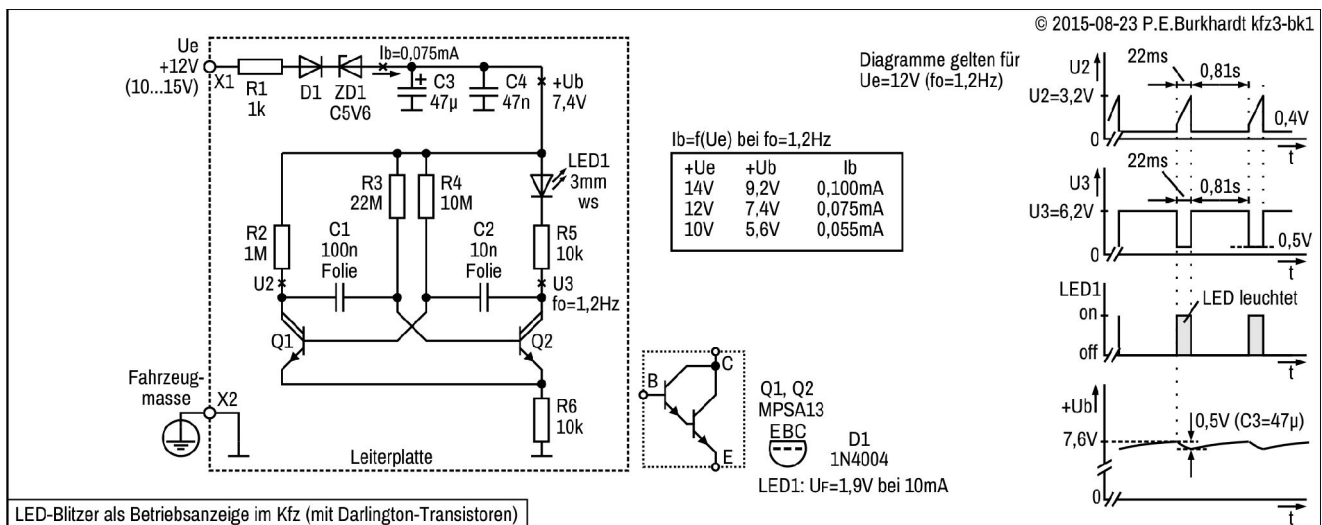 © 2015-08-23 P.E.Burkhardt kfz3-bk1
Ue
+12V
(10...15V)
X1
R1
1k
D1
ZD1
C5V6
Ib=0,075mA
+
C3
47µ
C4
47n
+Ub
7,4V
R3
22M
R4
10M
LED1
3mm
ws
R2
1M
C1
100n
Folie
C2
10n
Folie
R5
10k
U2
U3
fo=1,2Hz
Q1
Q2
Fahrzeug-
masse
X2
R6
10k
Leiterplatte
Ib=f(Ue) bei fo=1,2Hz
+Ue +Ub Ib
14V 9,2V 0,100mA
12V 7,4V 0,075mA
10V 5,6V 0,055mA
B
C
E
Q1, Q2
MPSA13
EBC
D1
1N4004
LED1: UF=1,9V bei 10mA
Diagramme gelten für
Ue=12V (fo=1,2Hz)
22ms
U2
0,81s
U2=3,2V
0,4V
0
t
22ms
U3
0,81s
U3=6,2V
0,5V
0
t
LED1
on
LED leuchtet
off
t
+Ub
7,6V
0,5V (C3=47µ)
0
t
LED-Blitzer als Betriebsanzeige im Kfz (mit Darlington-Transistoren)